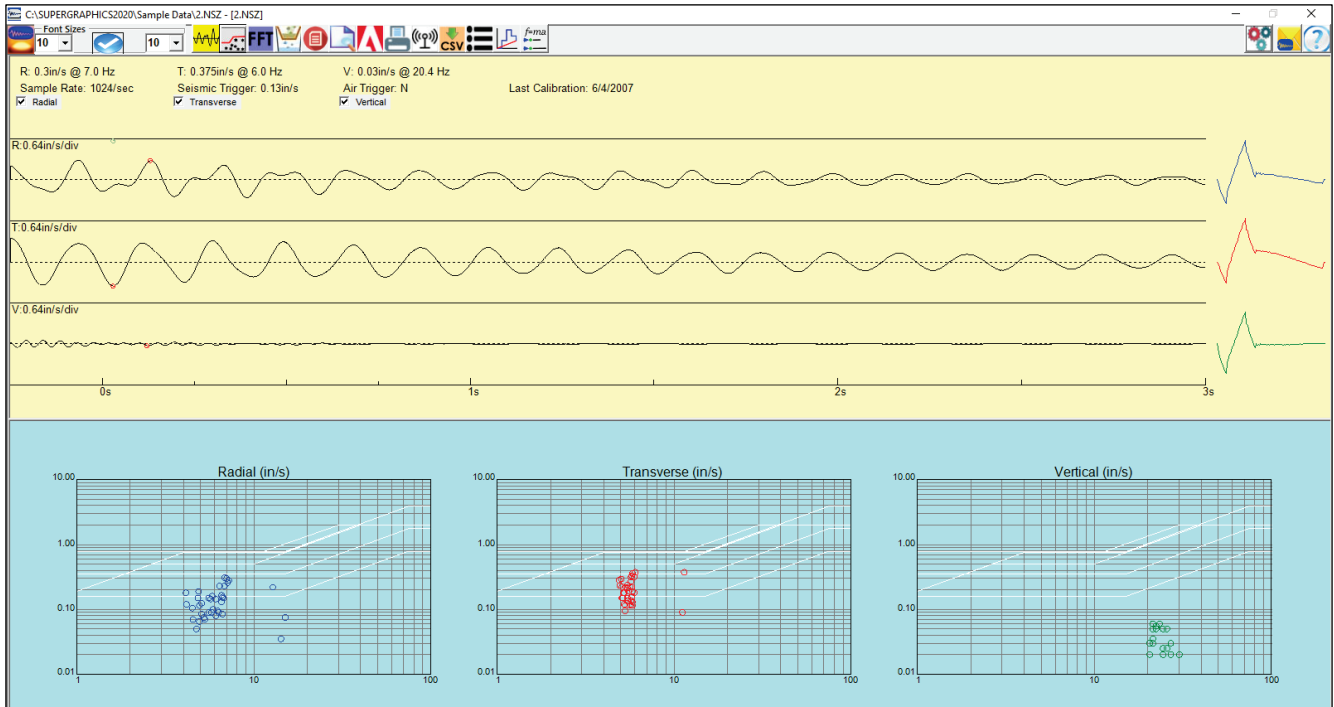 C:\SUPERGRAPHICS2020\Sample Data\2.NSZ - [2.NSZ]
Font Sizes
10 10 FFT CSV f=ma ?
R: 0.3in/s @ 7.0 Hz T: 0.375in/s @ 6.0 Hz V: 0.03in/s @ 20.4 Hz
Sample Rate: 1024/sec Seismic Trigger: 0.13in/s Air Trigger: N Last Calibration: 6/4/2007
Radial Transverse Vertical
R:0.64in/s/div
T:0.64in/s/div
V:0.64in/s/div
0s 1s 2s 3s
Radial (in/s) Transverse (in/s) Vertical (in/s)
10.00 10.00 10.00
1.00 1.00 1.00
0.10 0.10 0.10
0.01 0.01 0.01
1 10 100 1 10 100 1 10 100